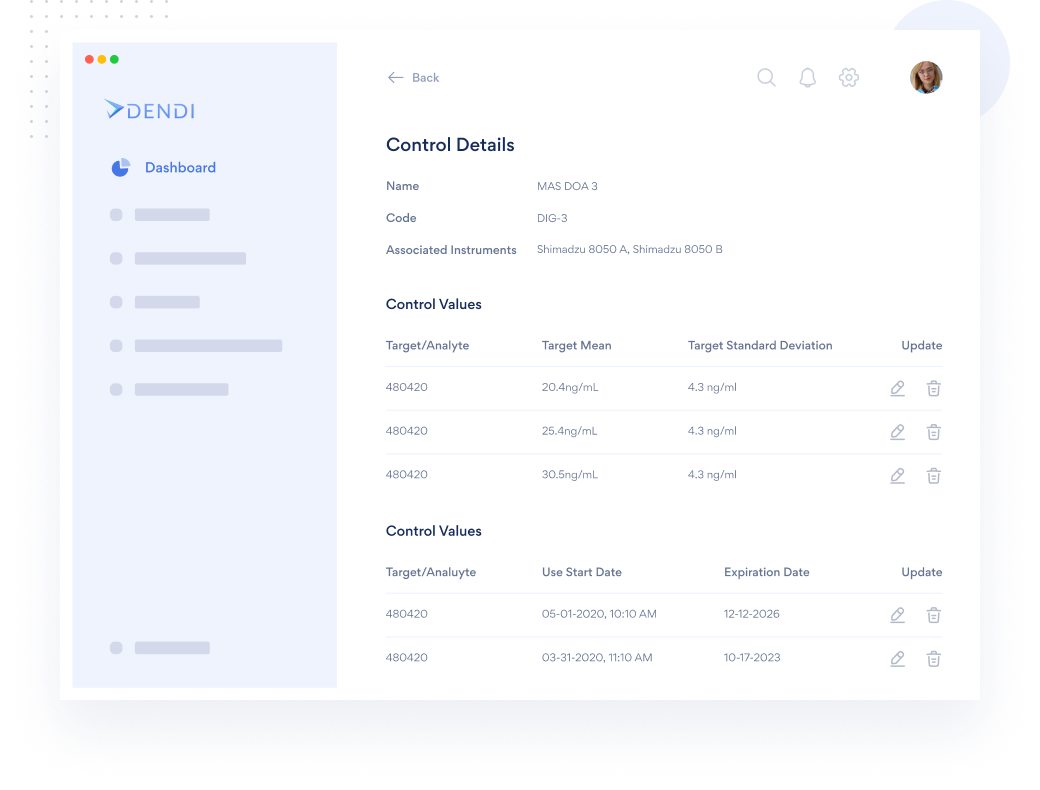 DENDI
Dashboard
Back
Control Details
Name MAS DOA 3
Code DIG-3
Associated Instruments Shimadzu 8050 A, Shimadzu 8050 B
Control Values
Target/Analyte Target Mean Target Standard Deviation Update
480420 20.4ng/mL 4.3 ng/ml
480420 25.4ng/mL 4.3 ng/ml
480420 30.5ng/mL 4.3 ng/ml
Control Values
Target/Analuyte Use Start Date Expiration Date Update
480420 05-01-2020, 10:10 AM 12-12-2026
480420 03-31-2020, 11:10 AM 10-17-2023